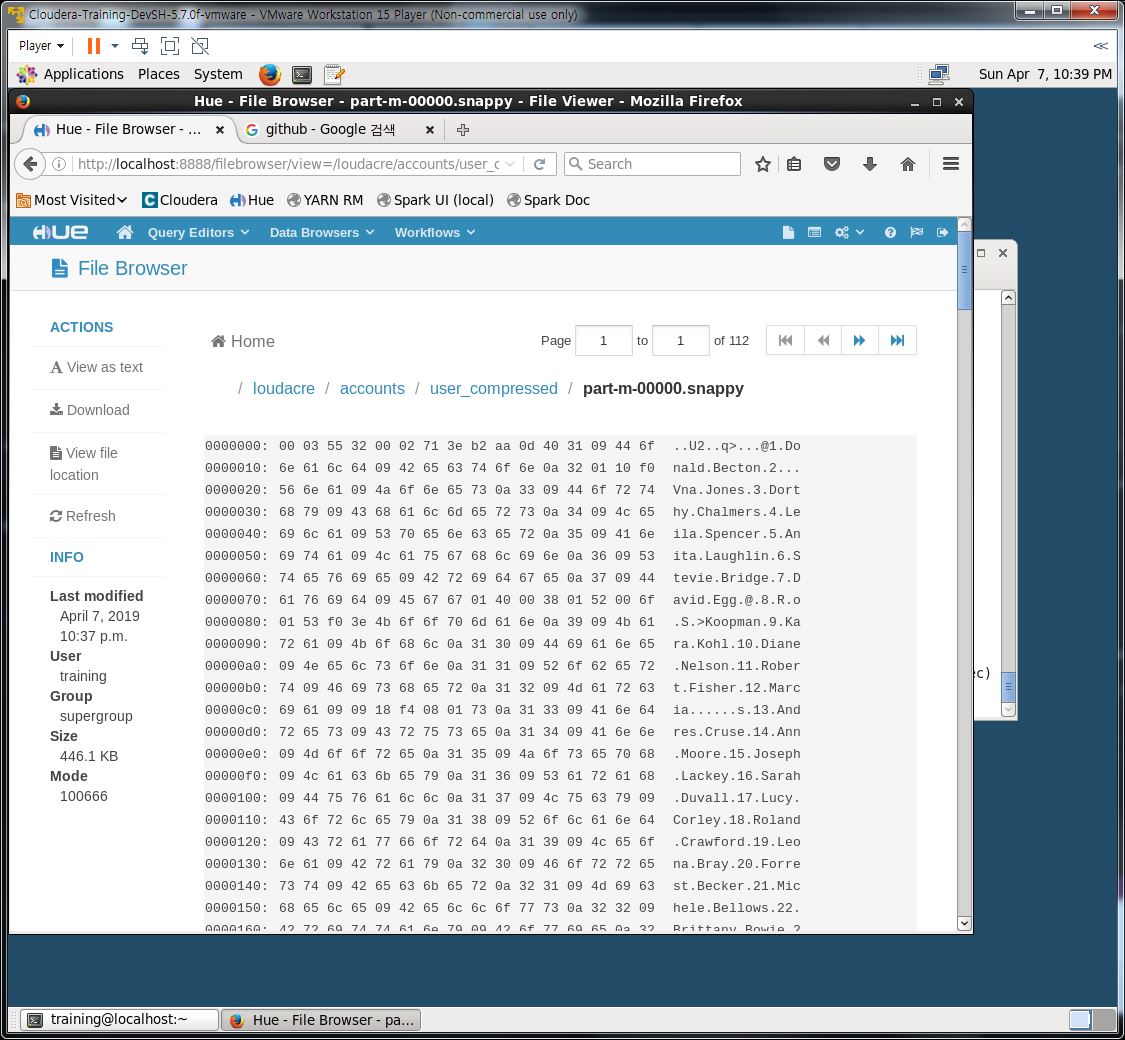 Cloudera-Training-DevSH-5.7.0f-vmware - VMware Workstation 15 Player (Non-commercial use only)
Player
Applications Places System Sun Apr 7, 10:39 PM
Hue - File Browser - part-m-00000.snappy - File Viewer - Mozilla Firefox
Hue - File Browser - ... github - Google 검색
http://localhost:8888/filebrowser/view=/loudacre/accounts/user_c Search
Most Visited Cloudera Hue YARN RM Spark UI (local) Spark Doc
HUE Query Editors Data Browsers Workflows
File Browser
ACTIONS
View as text
Download
View file
location
Refresh
INFO
Last modified
April 7, 2019
10:37 p.m.
User
training
Group
supergroup
Size
446.1 KB
Mode
100666
Home Page 1 to 1 of 112
/ loudacre / accounts / user_compressed / part-m-00000.snappy
0000000: 00 03 55 32 00 02 71 3e b2 aa 0d 40 31 09 44 6f ..U2..q>...@1.Do
0000010: 6e 61 6c 64 09 42 65 63 74 6f 6e 0a 32 01 10 f0 nald.Becton.2...
0000020: 56 6e 61 09 4a 6f 6e 65 73 0a 33 09 44 6f 72 74 Vna.Jones.3.Dort
0000030: 68 79 09 43 68 61 6c 6d 65 72 73 0a 34 09 4c 65 hy.Chalmers.4.Le
0000040: 69 6c 61 09 53 70 65 6e 63 65 72 0a 35 09 41 6e ila.Spencer.5.An
0000050: 69 74 61 09 4c 61 75 67 68 6c 69 6e 0a 36 09 53 ita.Laughlin.6.S
0000060: 74 65 76 69 65 09 42 72 69 64 67 65 0a 37 09 44 tevie.Bridge.7.D
0000070: 61 76 69 64 09 45 67 67 01 40 00 38 01 52 00 6f avid.Egg.@.8.R.o
0000080: 01 53 f0 3e 4b 6f 6f 70 6d 61 6e 0a 39 09 4b 61 .S.>Koopman.9.Ka
0000090: 72 61 09 4b 6f 68 6c 0a 31 30 09 44 69 61 6e 65 ra.Kohl.10.Diane
00000a0: 09 4e 65 6c 73 6f 6e 0a 31 31 09 52 6f 62 65 72 .Nelson.11.Rober
00000b0: 74 09 46 69 73 68 65 72 0a 31 32 09 4d 61 72 63 t.Fisher.12.Marc
00000c0: 69 61 09 09 18 f4 08 01 73 0a 31 33 09 41 6e 64 ia......s.13.And
00000d0: 72 65 73 09 43 72 75 73 65 0a 31 34 09 41 6e 6e res.Cruse.14.Ann
00000e0: 09 4d 6f 6f 72 65 0a 31 35 09 4a 6f 73 65 70 68 .Moore.15.Joseph
00000f0: 09 4c 61 63 6b 65 79 0a 31 36 09 53 61 72 61 68 .Lackey.16.Sarah
0000100: 09 44 75 76 61 6c 6c 0a 31 37 09 4c 75 63 79 09 .Duvall.17.Lucy.
0000110: 43 6f 72 6c 65 79 0a 31 38 09 52 6f 6c 61 6e 64 Corley.18.Roland
0000120: 09 43 72 61 77 66 6f 72 64 0a 31 39 09 4c 65 6f .Crawford.19.Leo
0000130: 6e 61 09 42 72 61 79 0a 32 30 09 46 6f 72 72 65 na.Bray.20.Forre
0000140: 73 74 09 42 65 63 6b 65 72 0a 32 31 09 4d 69 63 st.Becker.21.Mic
0000150: 68 65 6c 65 09 42 65 6c 6c 6f 77 73 0a 32 32 09 hele.Bellows.22.
0000160: 42 72 69 74 74 61 6e 79 09 42 6f 77 69 65 0a 32 Brittany.Bowie.2
ec)
training@localhost:~ Hue - File Browser - pa...